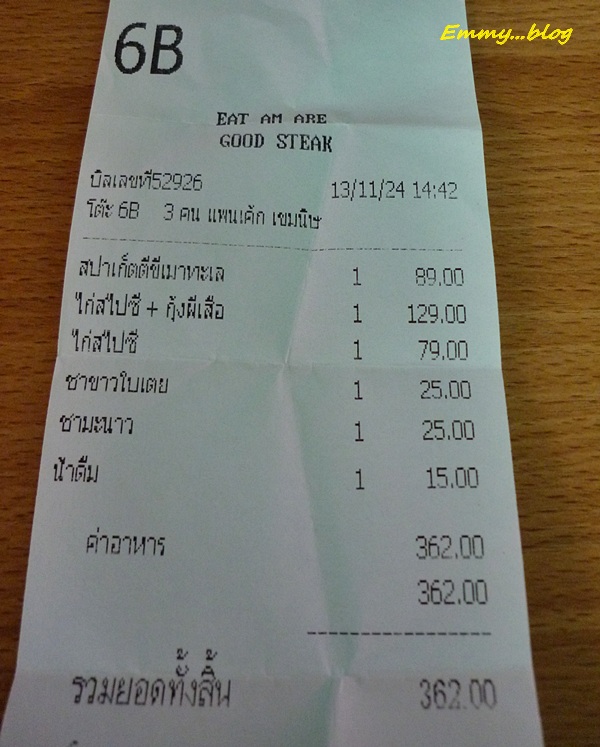 Emmy...blog
6B
EAT AM ARE
GOOD STEAK
บิลเลขที่52926 13/11/24 14:42
โต๊ะ 6B 3 คน แพนเค้ก เขมนิษ
สปาเก็ตตีขี้เมาทะเล 1 89.00
ไก่สไปซี + กุ้งผีเสื้อ 1 129.00
ไก่สไปซี 1 79.00
ชาขาวใบเตย 1 25.00
ชามะนาว 1 25.00
น้ำดื่ม 1 15.00
ค่าอาหาร 362.00
362.00
รวมยอดทั้งสิ้น 362.00